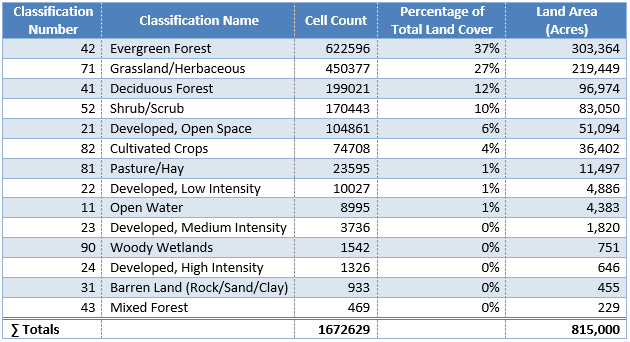 Classification Number Classification Name Cell Count Percentage of Total Land Cover Land Area (Acres)
42 Evergreen Forest 622596 37% 303,364
71 Grassland/Herbaceous 450377 27% 219,449
41 Deciduous Forest 199021 12% 96,974
52 Shrub/Scrub 170443 10% 83,050
21 Developed, Open Space 104861 6% 51,094
82 Cultivated Crops 74708 4% 36,402
81 Pasture/Hay 23595 1% 11,497
22 Developed, Low Intensity 10027 1% 4,886
11 Open Water 8995 1% 4,383
23 Developed, Medium Intensity 3736 0% 1,820
90 Woody Wetlands 1542 0% 751
24 Developed, High Intensity 1326 0% 646
31 Barren Land (Rock/Sand/Clay) 933 0% 455
43 Mixed Forest 469 0% 229
∑ Totals 1672629 815,000